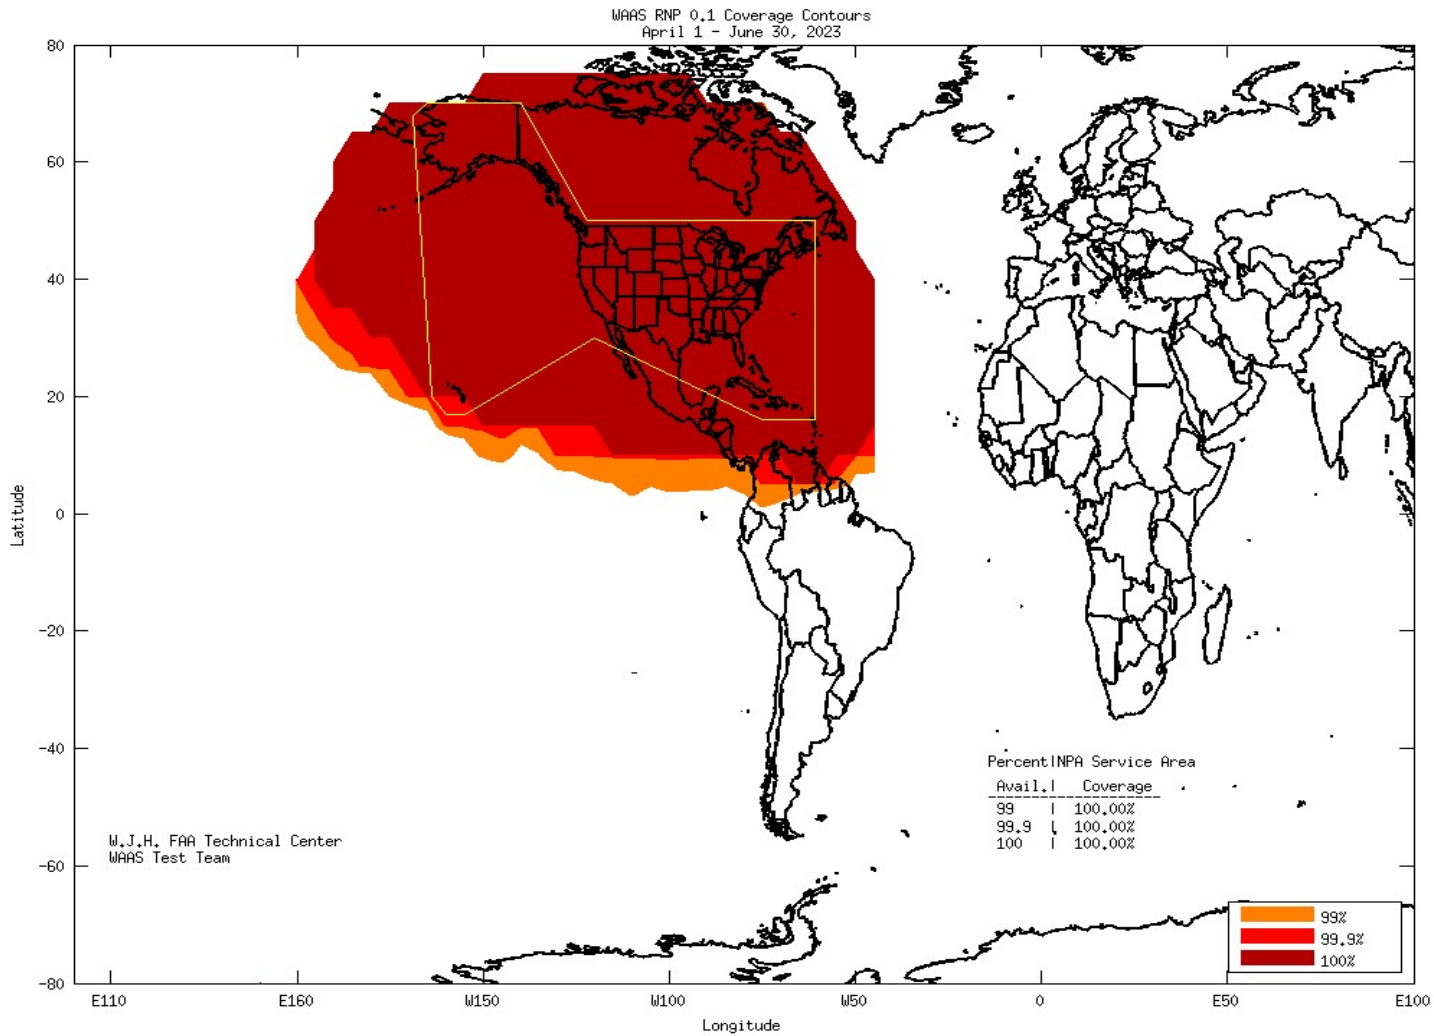 WAAS RNP 0.1 Coverage Contours
April 1 - June 30, 2023
80
60
40
20
0
-20
-40
-60
-80
Latitude
Percent|NPA Service Area
Avail.| Coverage
99 | 100.00%
99.9 | 100.00%
100 | 100.00%
W.J.H. FAA Technical Center
WAAS Test Team
99%
99.9%
100%
E110 E160 W150 W100 W50 0 E50 E100
Longitude